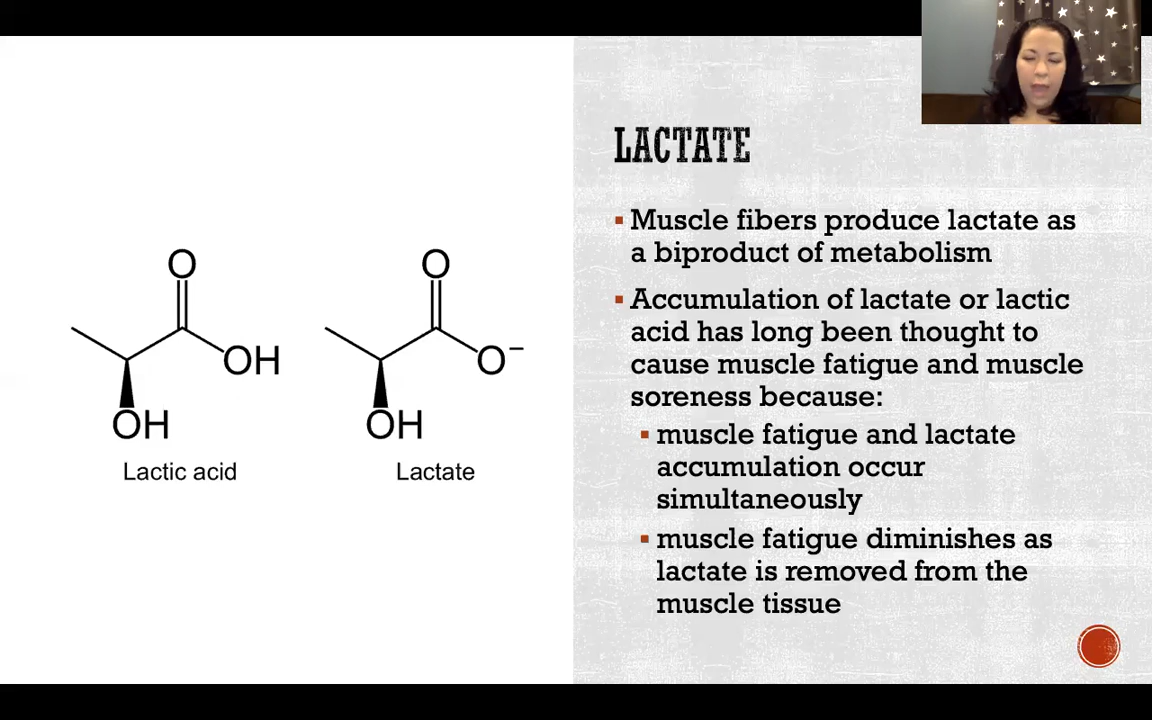 LACTATE
Muscle fibers produce lactate as
a biproduct of metabolism
Accumulation of lactate or lactic
acid has long been thought to
cause muscle fatigue and muscle
soreness because:
muscle fatigue and lactate
accumulation occur
simultaneously
muscle fatigue diminishes as
lactate is removed from the
muscle tissue
O
OH
OH
Lactic acid
O
O⁻
OH
Lactate